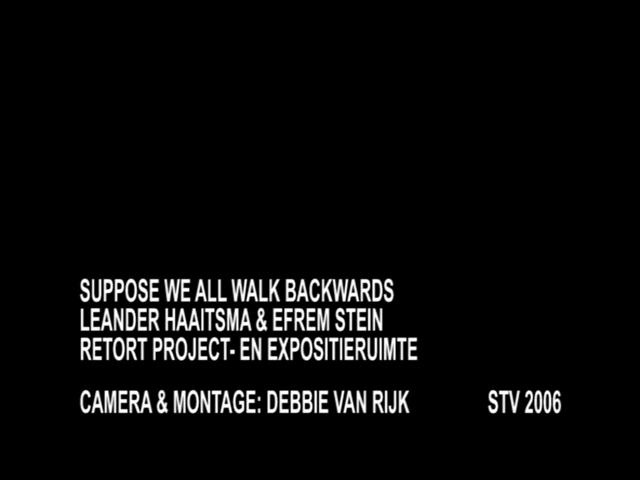 SUPPOSE WE ALL WALK BACKWARDS
LEANDER HAAITSMA & EFREM STEIN
RETORT PROJECT- EN EXPOSITIERUIMTE
CAMERA & MONTAGE: DEBBIE VAN RIJK STV 2006